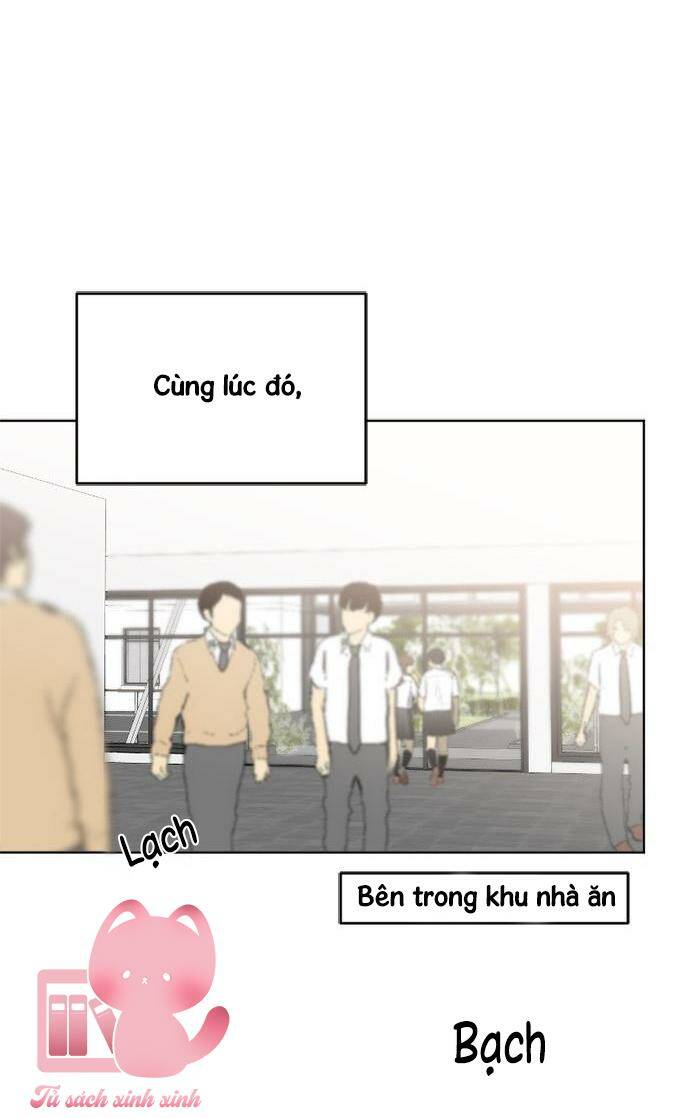 Cùng lúc đó,
Lạch
Bên trong khu nhà ăn
Bạch
Tủ sách xinh xinh